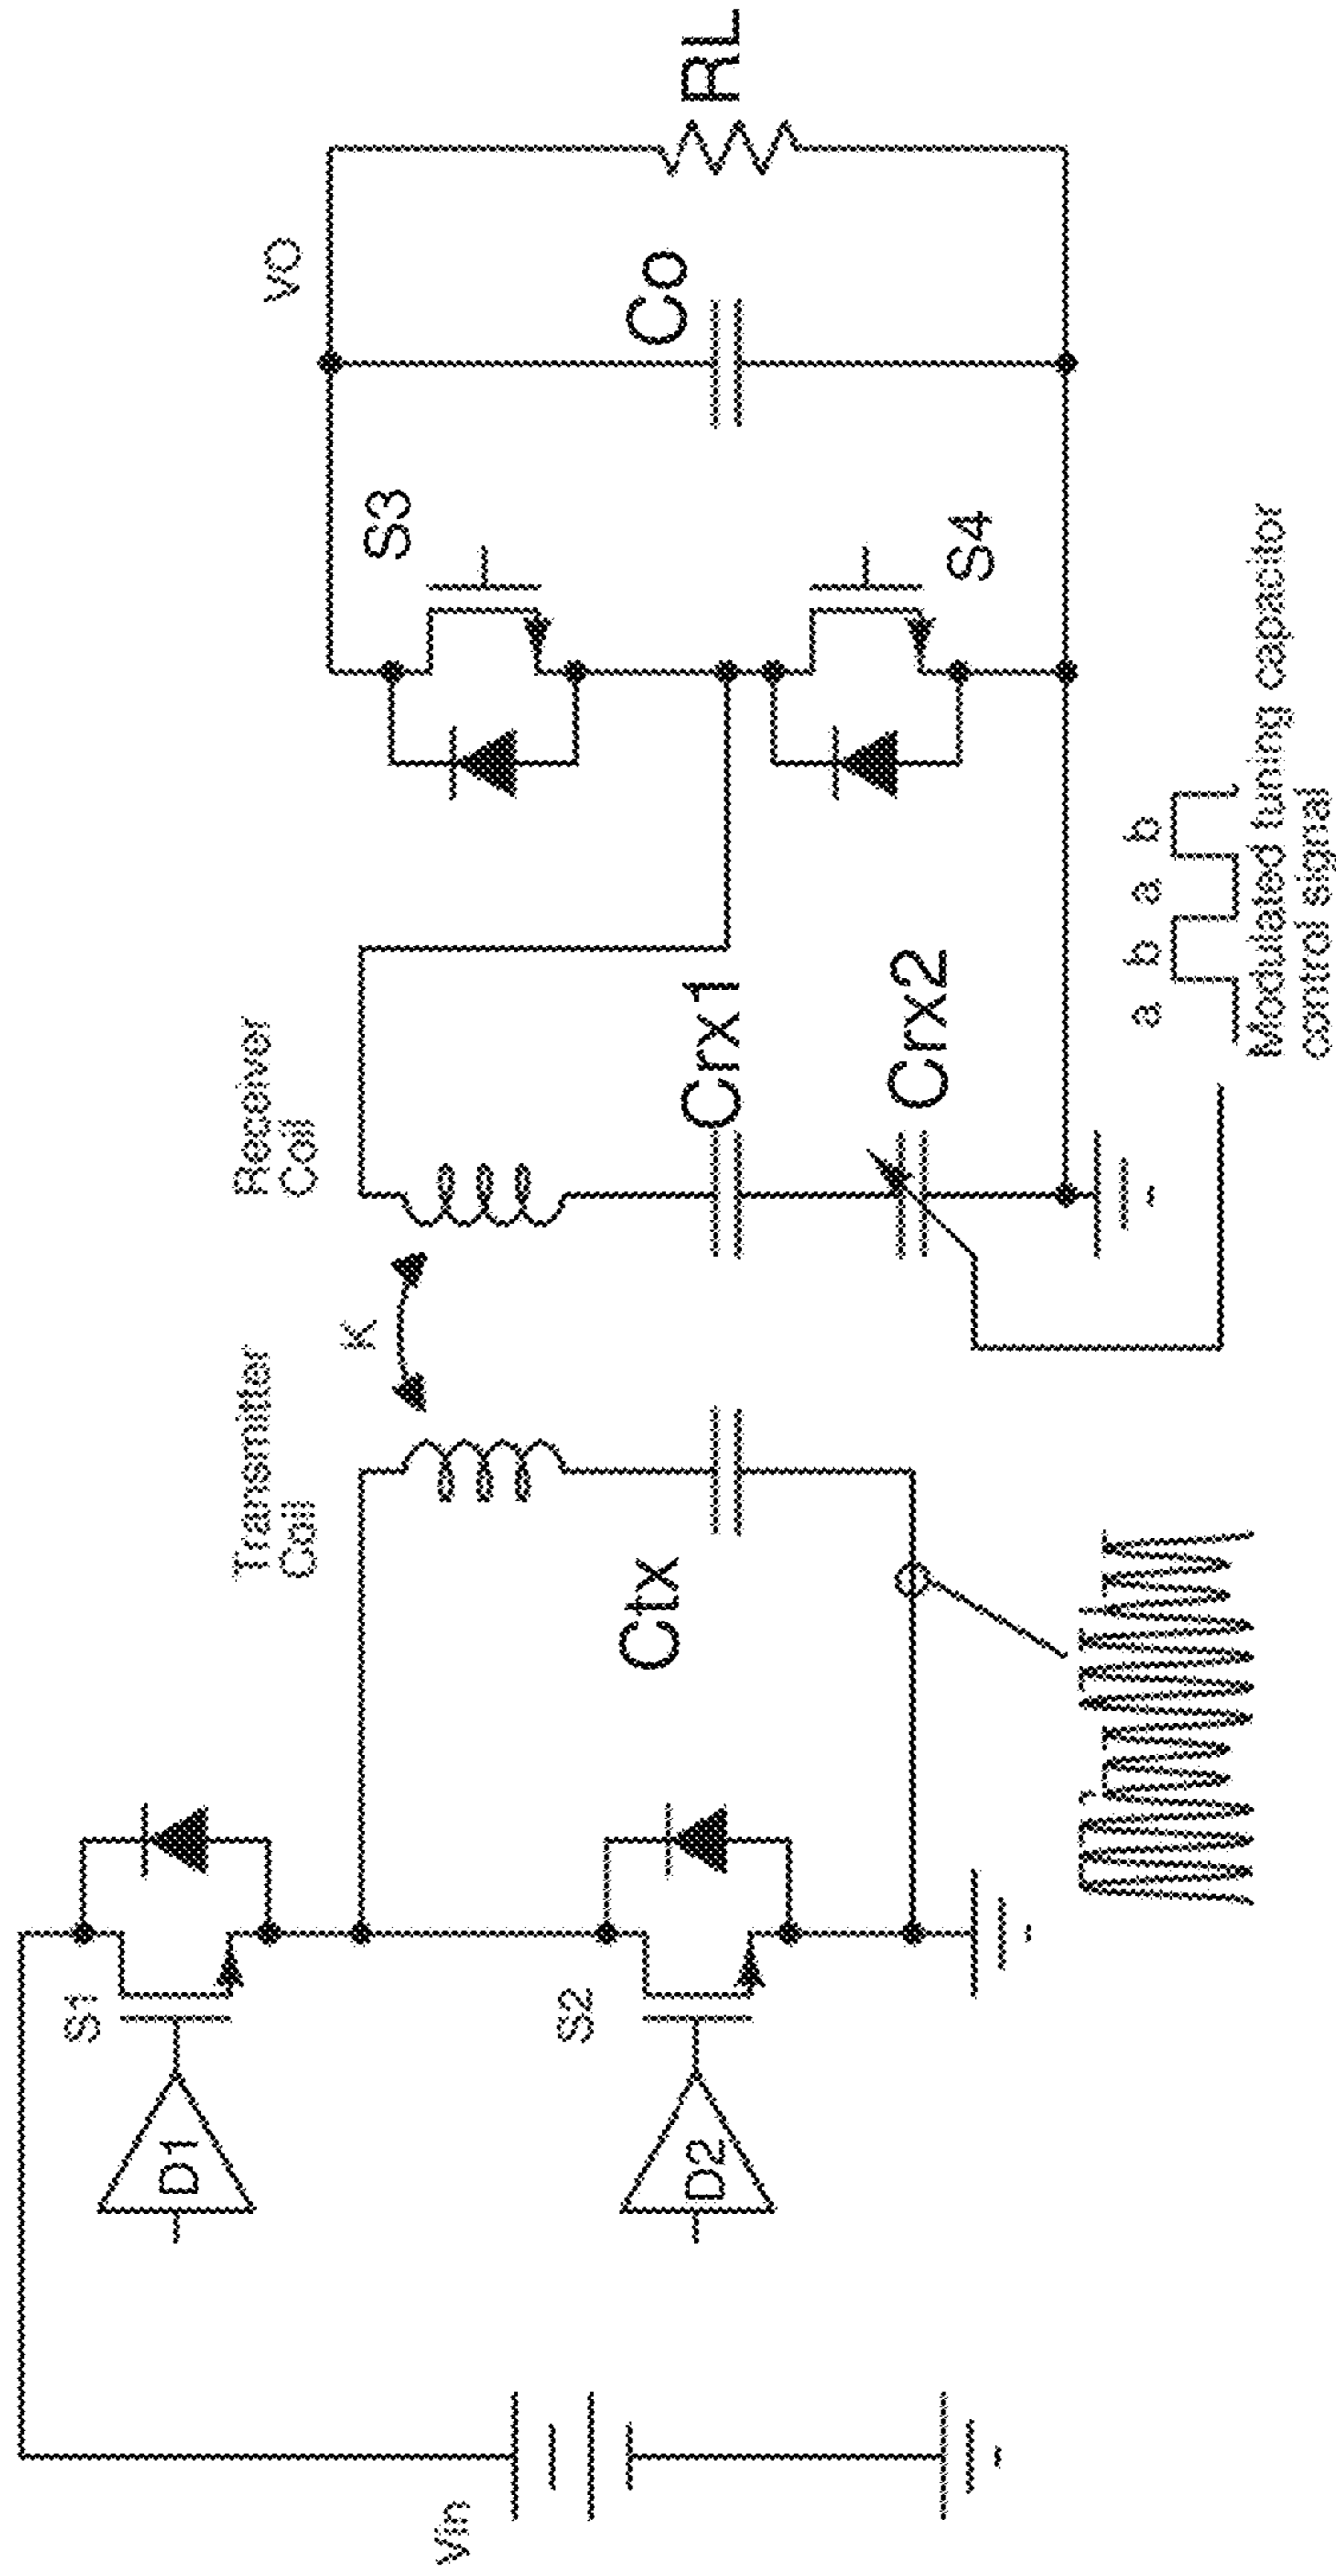 Vin
D1
S1
D2
S2
Ctx
Transmitter
Coil
K
Receiver
Coil
Crx1
Crx2
a b a b
Modulated tuning capacitor
control signal
S3
S4
VO
Co
RL